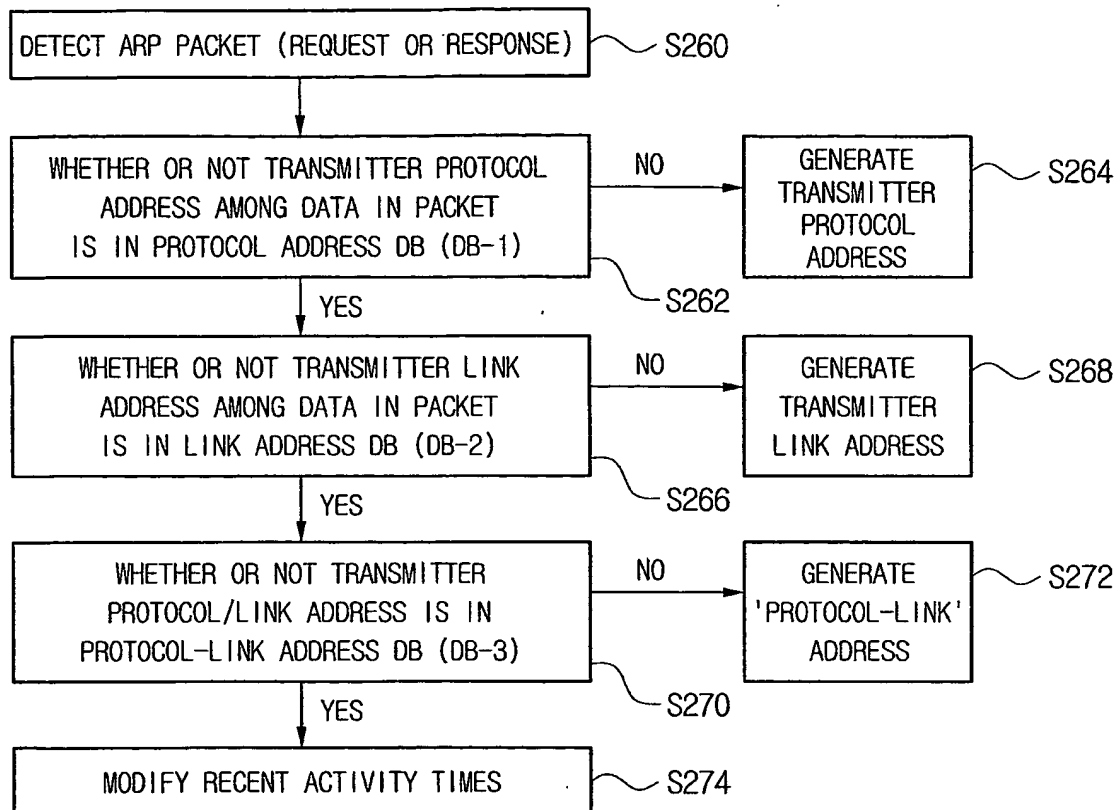 DETECT ARP PACKET (REQUEST OR RESPONSE)
S260
WHETHER OR NOT TRANSMITTER PROTOCOL
ADDRESS AMONG DATA IN PACKET
IS IN PROTOCOL ADDRESS DB (DB-1)
S262
NO
GENERATE
TRANSMITTER
PROTOCOL
ADDRESS
S264
YES
WHETHER OR NOT TRANSMITTER LINK
ADDRESS AMONG DATA IN PACKET
IS IN LINK ADDRESS DB (DB-2)
S266
NO
GENERATE
TRANSMITTER
LINK ADDRESS
S268
YES
WHETHER OR NOT TRANSMITTER
PROTOCOL/LINK ADDRESS IS IN
PROTOCOL-LINK ADDRESS DB (DB-3)
S270
NO
GENERATE
'PROTOCOL-LINK'
ADDRESS
S272
YES
MODIFY RECENT ACTIVITY TIMES
S274